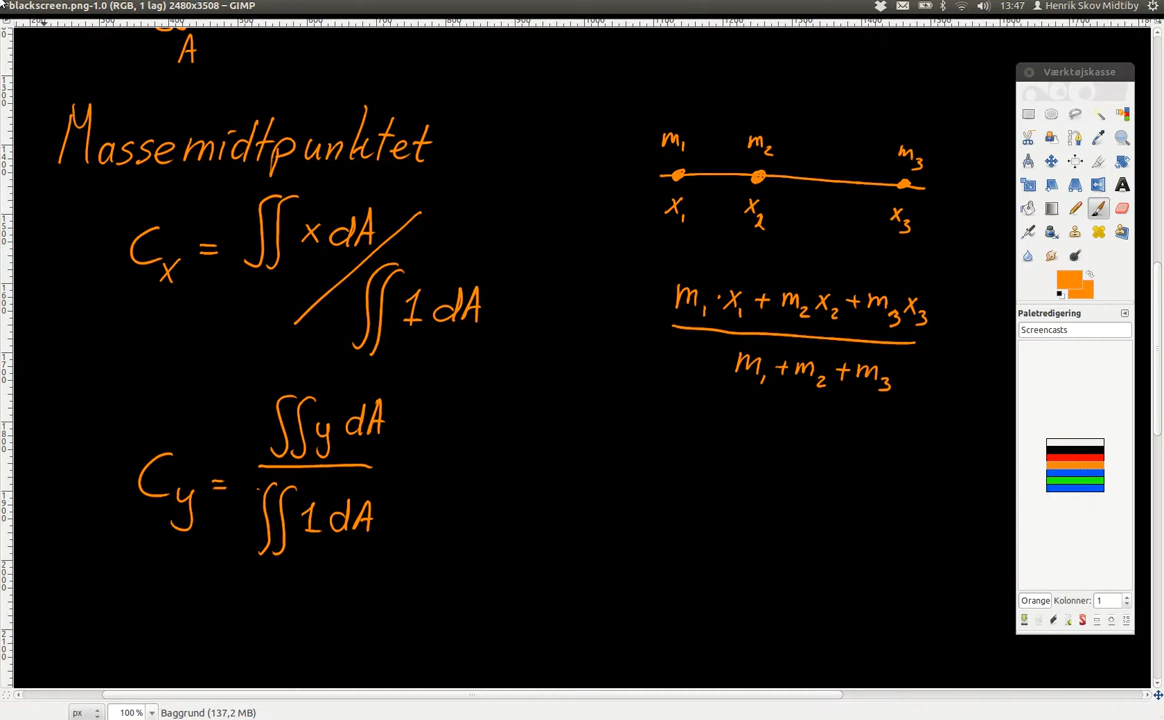 blackscreen.png-1.0 (RGB, 1 lag) 2480x3508 – GIMP
13:47 Henrik Skov Midtiby
A
Massemidtpunktet
C_x = ∬ x dA / ∬ 1 dA
C_y = ∬ y dA / ∬ 1 dA
m_1 m_2 m_3
x_1 x_2 x_3
m_1 · x_1 + m_2 x_2 + m_3 x_3
m_1 + m_2 + m_3
Værktøjskasse
Paletredigering
Screencasts
Orange Kolonner: 1
px 100% Baggrund (137,2 MB)